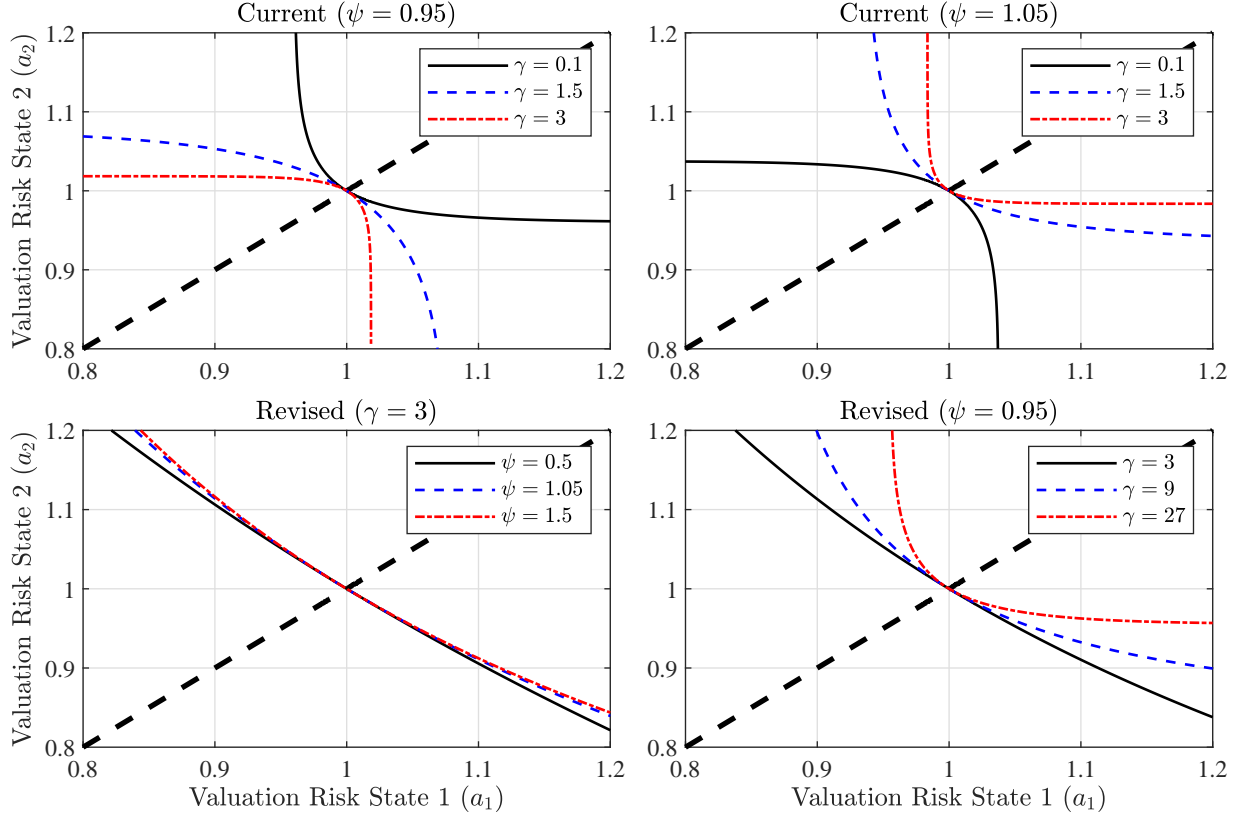 Current (ψ = 0.95)
Valuation Risk State 2 (a₂)
1.2
1.1
1
0.9
0.8
0.8 0.9 1 1.1 1.2
γ = 0.1
γ = 1.5
γ = 3
Current (ψ = 1.05)
1.2
1.1
1
0.9
0.8
0.8 0.9 1 1.1 1.2
γ = 0.1
γ = 1.5
γ = 3
Revised (γ = 3)
Valuation Risk State 2 (a₂)
1.2
1.1
1
0.9
0.8
0.8 0.9 1 1.1 1.2
Valuation Risk State 1 (a₁)
ψ = 0.5
ψ = 1.05
ψ = 1.5
Revised (ψ = 0.95)
1.2
1.1
1
0.9
0.8
0.8 0.9 1 1.1 1.2
Valuation Risk State 1 (a₁)
γ = 3
γ = 9
γ = 27